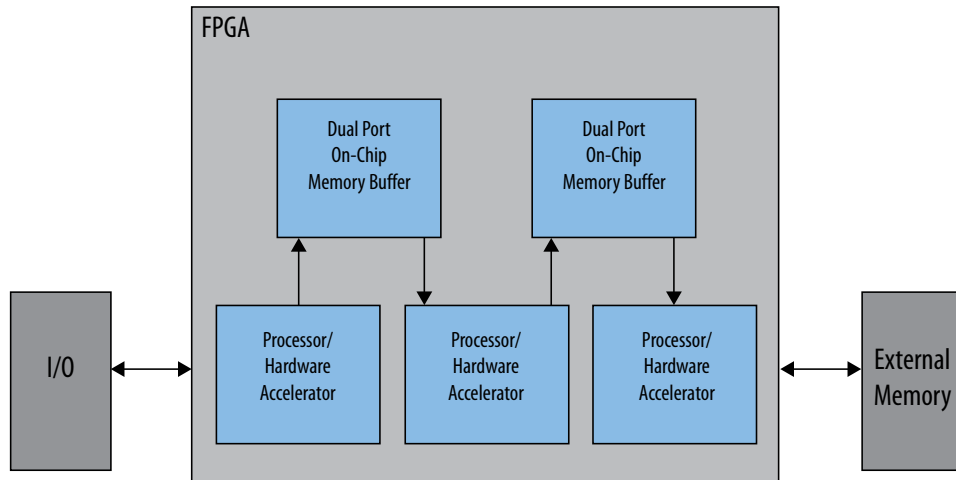 FPGA
Dual Port
On-Chip
Memory Buffer
Dual Port
On-Chip
Memory Buffer
I/O
Processor/
Hardware
Accelerator
Processor/
Hardware
Accelerator
Processor/
Hardware
Accelerator
External
Memory